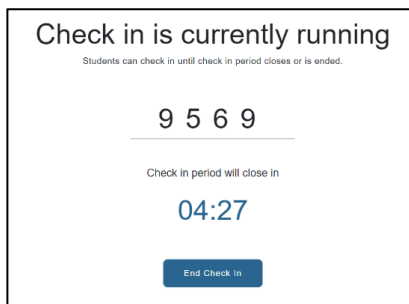 Check in is currently running
Students can check in until check in period closes or is ended.
9 5 6 9
Check in period will close in
04:27
End Check In